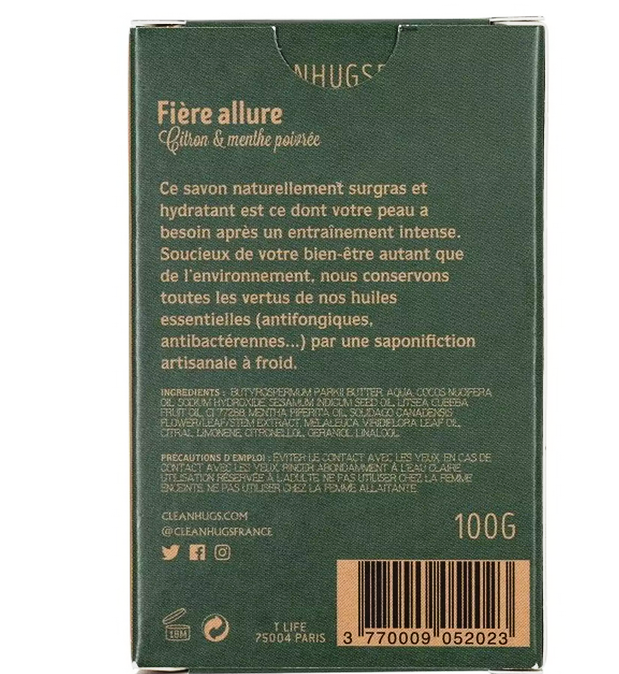 NHUGS
Fière allure
Citron & menthe poivrée
Ce savon naturellement surgras et
hydratant est ce dont votre peau a
besoin après un entraînement intense.
Soucieux de votre bien-être autant que
de l'environnement, nous conservons
toutes les vertus de nos huiles
essentielles (antifongiques,
antibactérennes...) par une saponifiction
artisanale à froid.
INGREDIENTS : BUTYROSPERMUM PARKII BUTTER, AQUA, COCOS NUCIFERA
OIL, SODIUM HYDROXIDE, SESAMUM INDICUM SEED OIL, LITSEA CUBEBA
FRUIT OIL, CI 77288, MENTHA PIPERITA OIL, SOLIDAGO CANADENSIS
FLOWER/LEAF/STEM EXTRACT, MELALEUCA VIRIDIFLORA LEAF OIL,
CITRAL, LIMONENE, CITRONELLOL, GERANIOL, LINALOOL.
PRÉCAUTIONS D'EMPLOI : ÉVITER LE CONTACT AVEC LES YEUX. EN CAS DE
CONTACT AVEC LES YEUX, RINCER ABONDAMMENT À L'EAU CLAIRE.
UTILISATION RÉSERVÉE À L'ADULTE. NE PAS UTILISER CHEZ LA FEMME
ENCEINTE. NE PAS UTILISER CHEZ LA FEMME ALLAITANTE.
CLEANHUGS.COM
@CLEANHUGSFRANCE
100G
18M
T LIFE
75004 PARIS
3 770009 052023